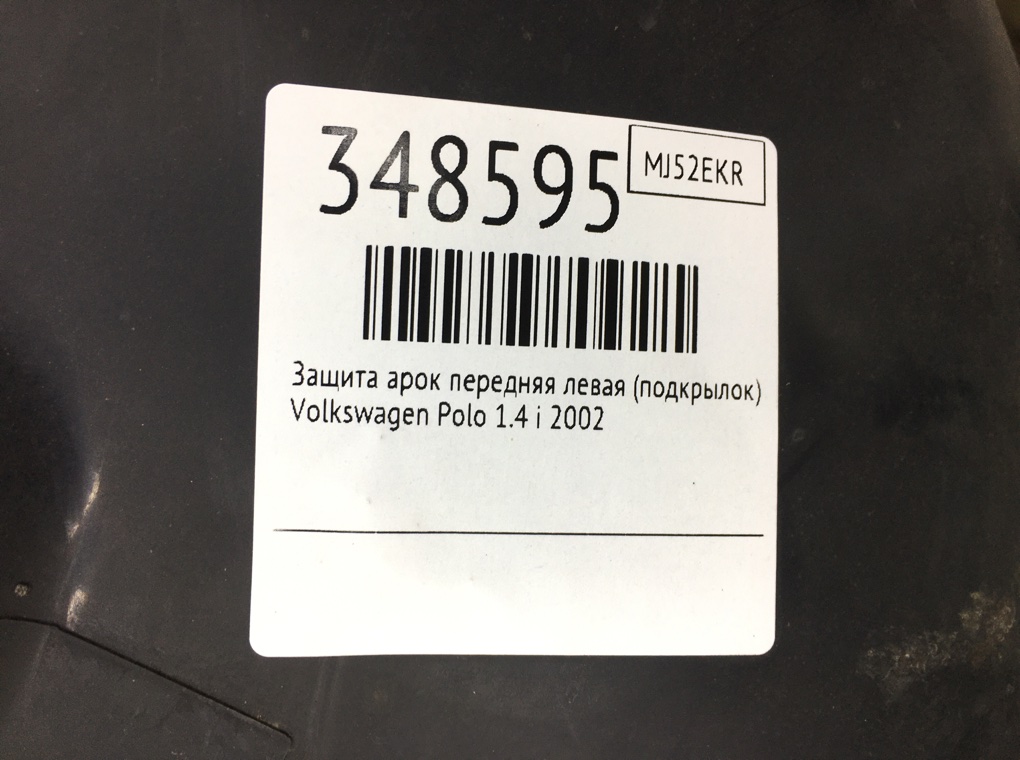 348595
MJ52EKR
Защита арок передняя левая (подкрылок)
Volkswagen Polo 1.4 i 2002